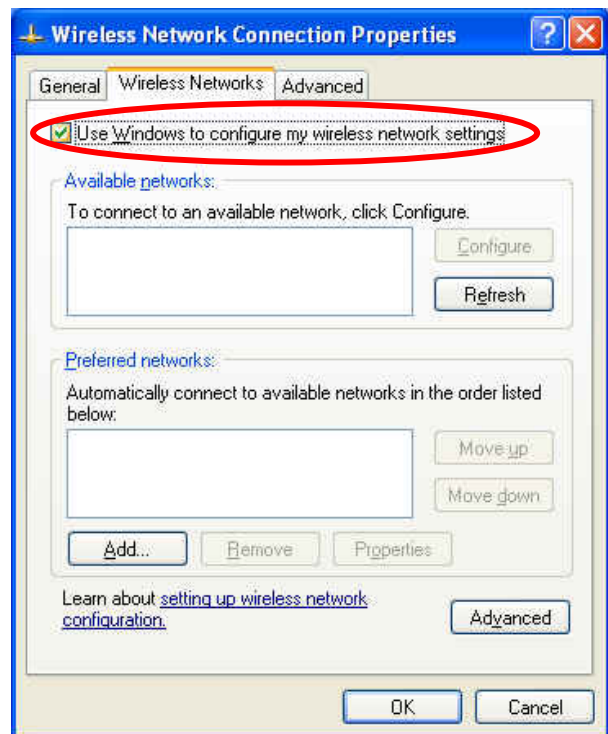 Wireless Network Connection Properties
General Wireless Networks Advanced
Use Windows to configure my wireless network settings
Available networks:
To connect to an available network, click Configure.
Configure
Refresh
Preferred networks:
Automatically connect to available networks in the order listed
below:
Move up
Move down
Add... Remove Properties
Learn about setting up wireless network
configuration.
Advanced
OK Cancel